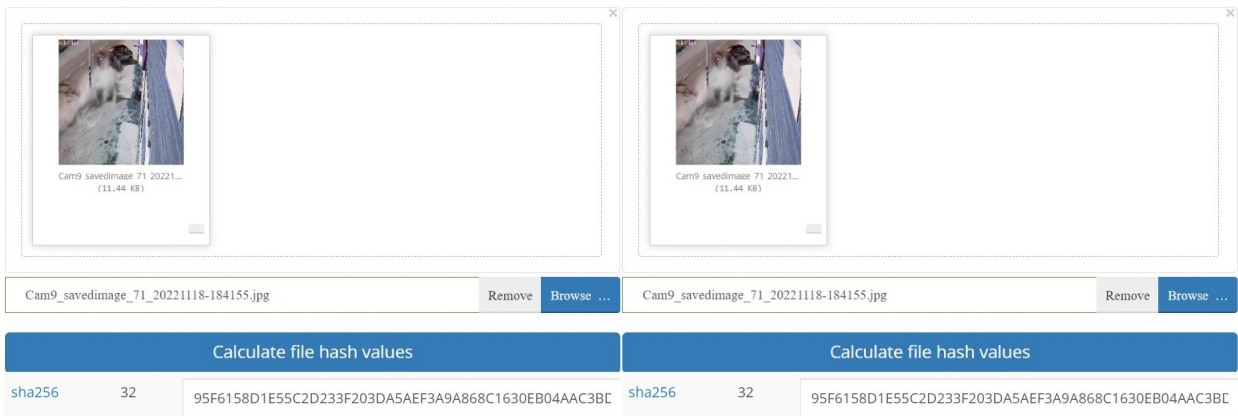 ×
Cam9 savedimage 71 20221...
(11.44 KB)
Cam9_savedimage_71_20221118-184155.jpg
Remove
Browse ...
Calculate file hash values
sha256
32
95F6158D1E55C2D233F203DA5AEF3A9A868C1630EB04AAC3BD
×
Cam9 savedimage 71 20221...
(11.44 KB)
Cam9_savedimage_71_20221118-184155.jpg
Remove
Browse ...
Calculate file hash values
sha256
32
95F6158D1E55C2D233F203DA5AEF3A9A868C1630EB04AAC3BD